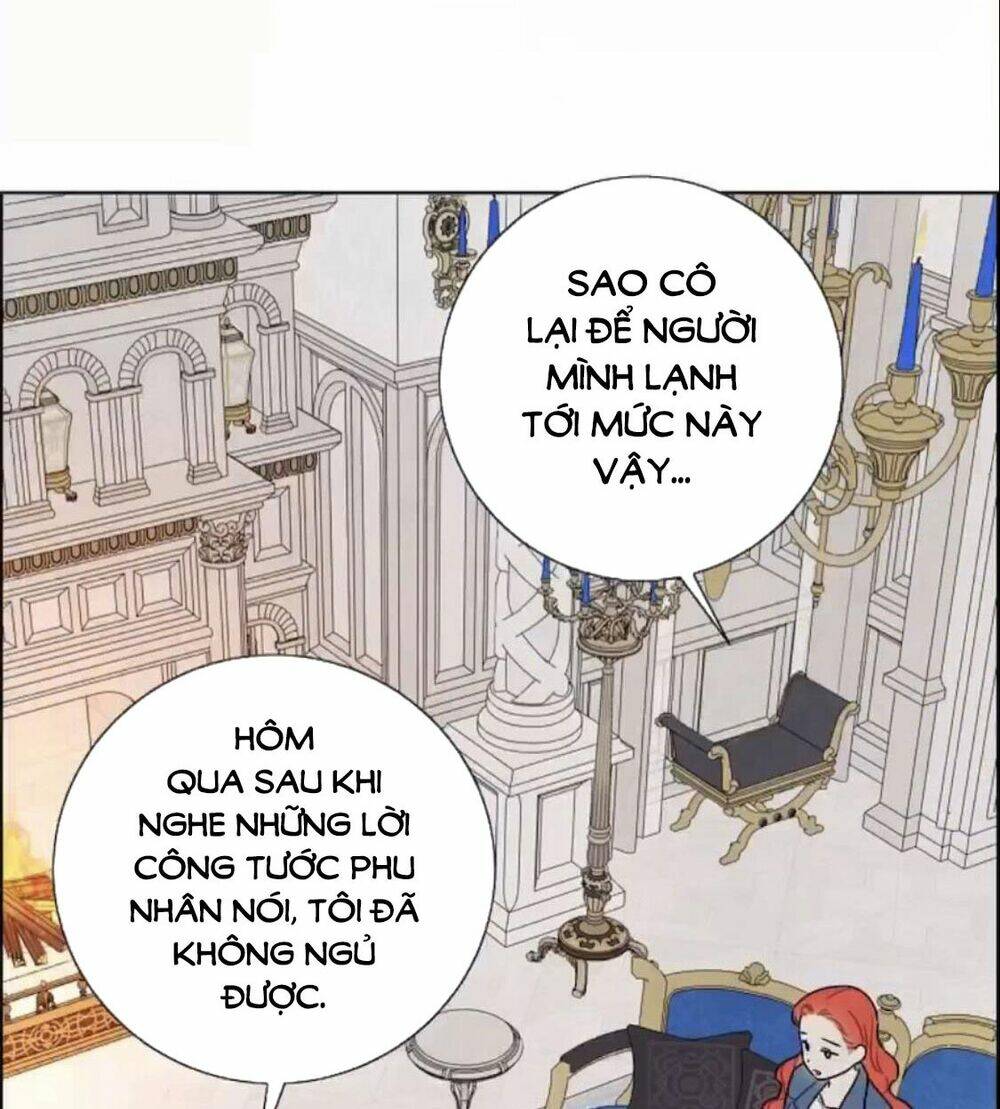 SAO CÔ
LẠI ĐỂ NGƯỜI
MÌNH LẠNH
TỚI MỨC NÀY
VẬY...
HÔM
QUA SAU KHI
NGHE NHỮNG LỜI
CÔNG TƯỚC PHU
NHÂN NÓI, TÔI ĐÃ
KHÔNG NGỦ
ĐƯỢC.